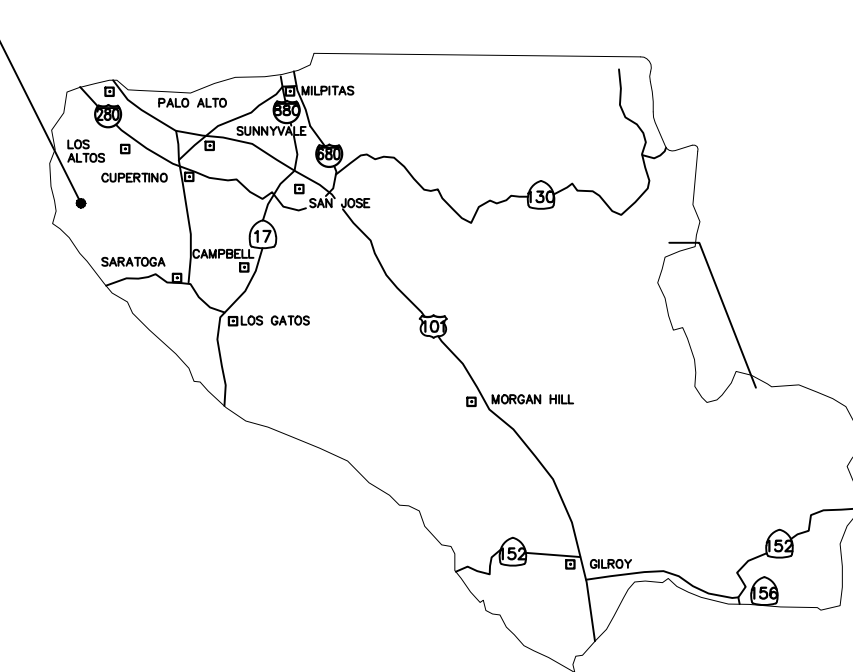 MILPITAS
PALO ALTO
280
880
SUNNYVALE
LOS
ALTOS
680
CUPERTINO
130
SAN JOSE
17
CAMPBELL
SARATOGA
LOS GATOS
101
MORGAN HILL
152
152
GILROY
156